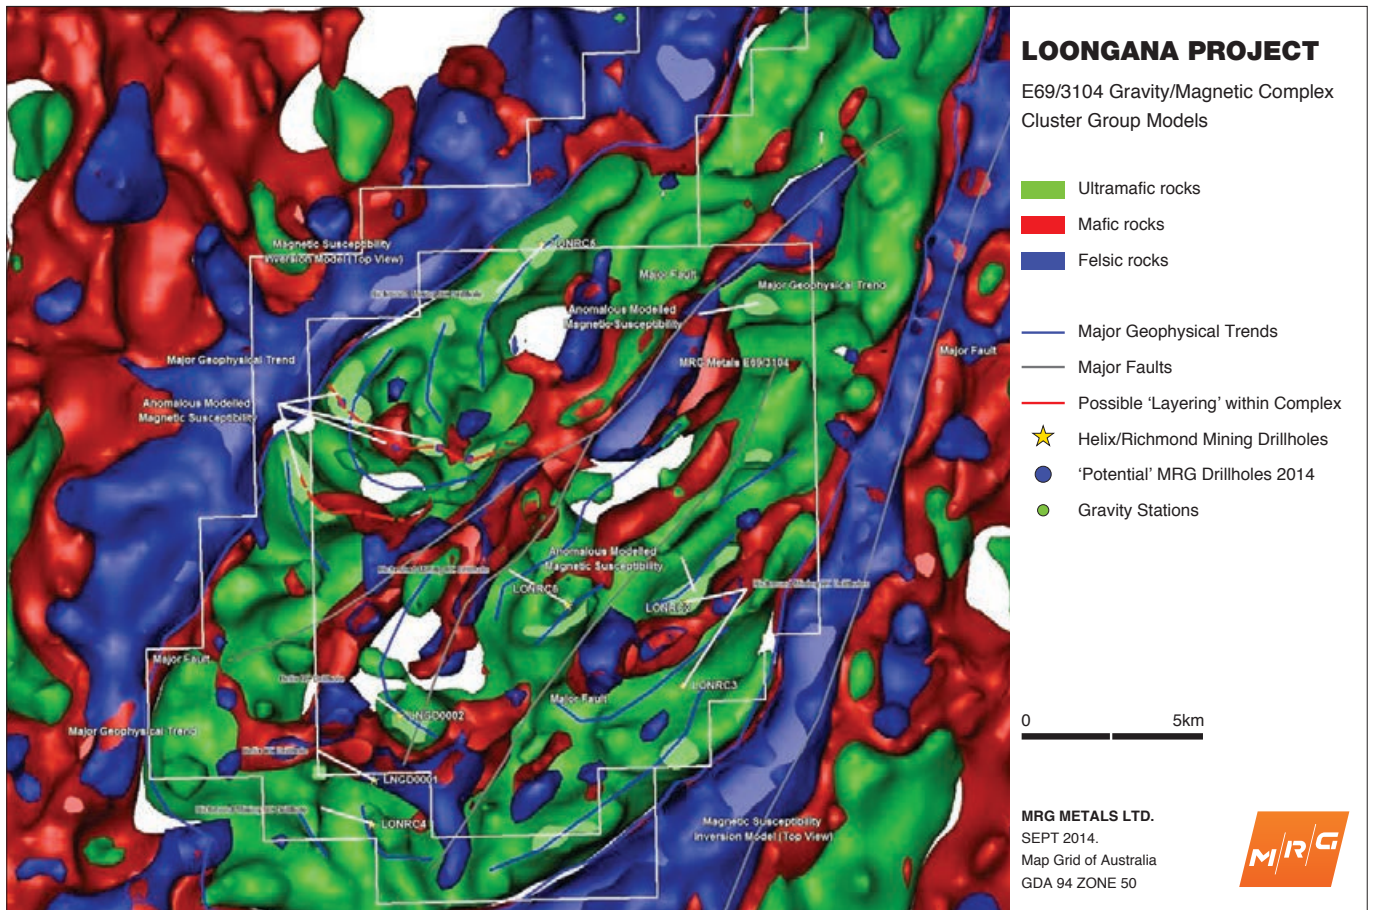 LOONGANA PROJECT
E69/3104 Gravity/Magnetic Complex
Cluster Group Models
Ultramafic rocks
Mafic rocks
Felsic rocks
Major Geophysical Trends
Major Faults
Possible ‘Layering’ within Complex
Helix/Richmond Mining Drillholes
‘Potential’ MRG Drillholes 2014
Gravity Stations
0 5km
MRG METALS LTD.
SEPT 2014.
Map Grid of Australia
GDA 94 ZONE 50
M/R/G
Magnetic Susceptibility
Inversion Model (Top View)
Major Fault
Major Geophysical Trend
Anomalous Modelled
Magnetic Susceptibility
Major Geophysical Trend
MRG Metals E69/3104
Major Fault
Anomalous Modelled
Magnetic Susceptibility
Anomalous Modelled
Magnetic Susceptibility
LONRC3
Major Fault
Major Fault
LNGD0002
Major Geophysical Trend
LNGD0001
LONRC4
Magnetic Susceptibility
Inversion Model (Top View)